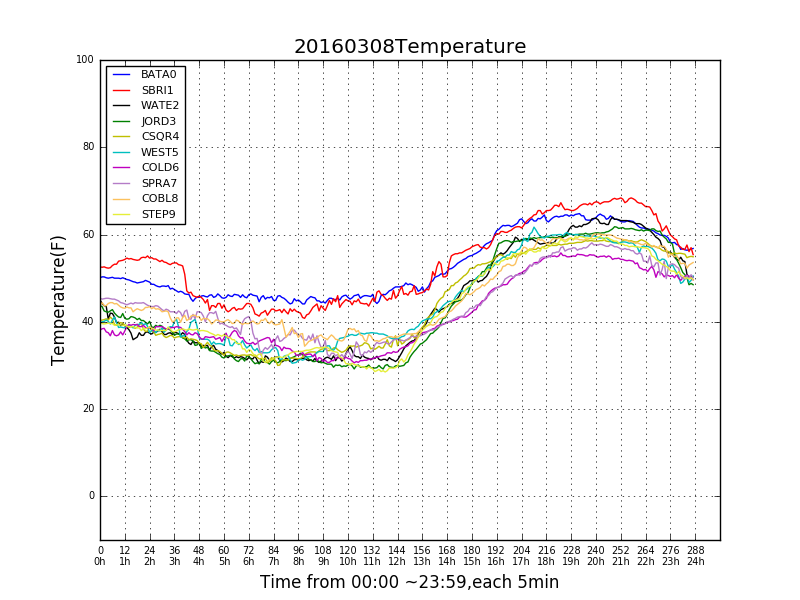 20160308Temperature
100
80
60
40
20
0
Temperature(F)
BATA0
SBRI1
WATE2
JORD3
CSQR4
WEST5
COLD6
SPRA7
COBL8
STEP9
0 12 24 36 48 60 72 84 96 108 120 132 144 156 168 180 192 204 216 228 240 252 264 276 288
0h 1h 2h 3h 4h 5h 6h 7h 8h 9h 10h 11h 12h 13h 14h 15h 16h 17h 18h 19h 20h 21h 22h 23h 24h
Time from 00:00 ~23:59,each 5min